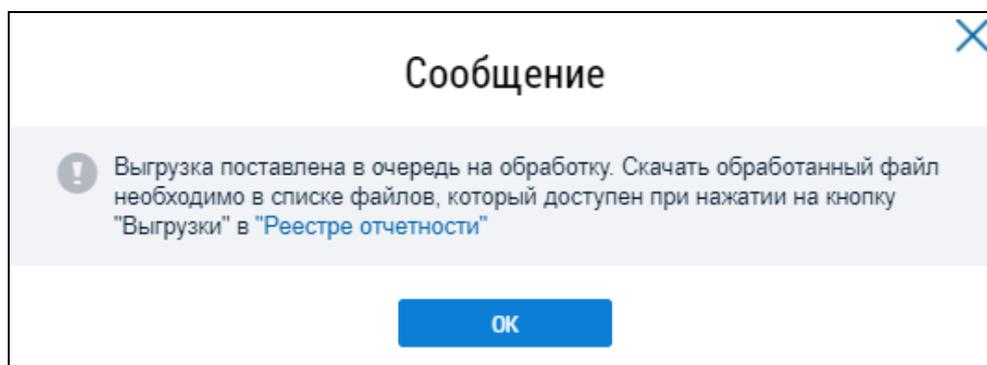 Сообщение
Выгрузка поставлена в очередь на обработку. Скачать обработанный файл
необходимо в списке файлов, который доступен при нажатии на кнопку
"Выгрузки" в "Реестре отчетности"
ОК